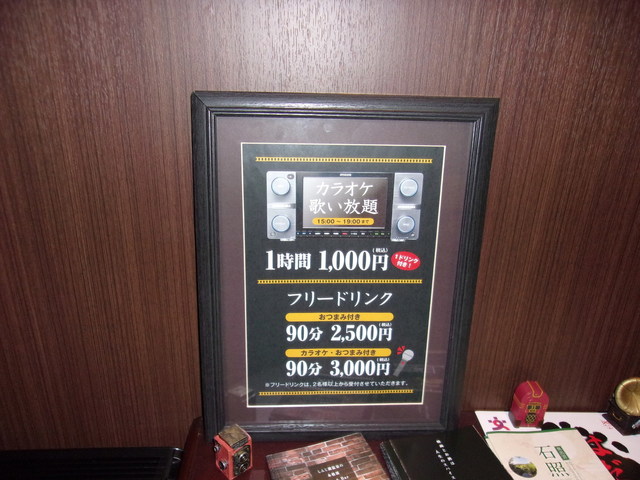 カラオケ
歌い放題
15:00～19:00まで
1時間 1,000円(税込)
1ドリンク
付き!
フリードリンク
おつまみ付き
90分 2,500円(税込)
カラオケ・おつまみ付き
90分 3,000円(税込)
※フリードリンクは、2名様以上から受付させていただきます。
石照